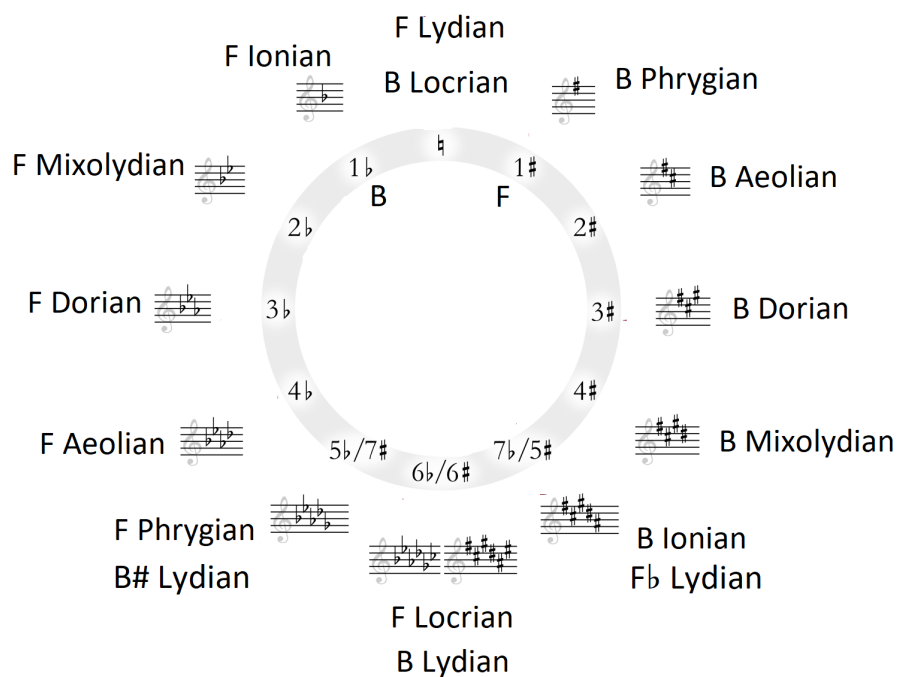 F Lydian
F Ionian
B Locrian
B Phrygian
♮
1♭
1♯
F Mixolydian
B Aeolian
B
F
2♭
2♯
F Dorian
3♭
3♯
B Dorian
4♭
4♯
F Aeolian
B Mixolydian
5♭/7♯
7♭/5♯
6♭/6♯
F Phrygian
B Ionian
B# Lydian
F♭ Lydian
F Locrian
B Lydian